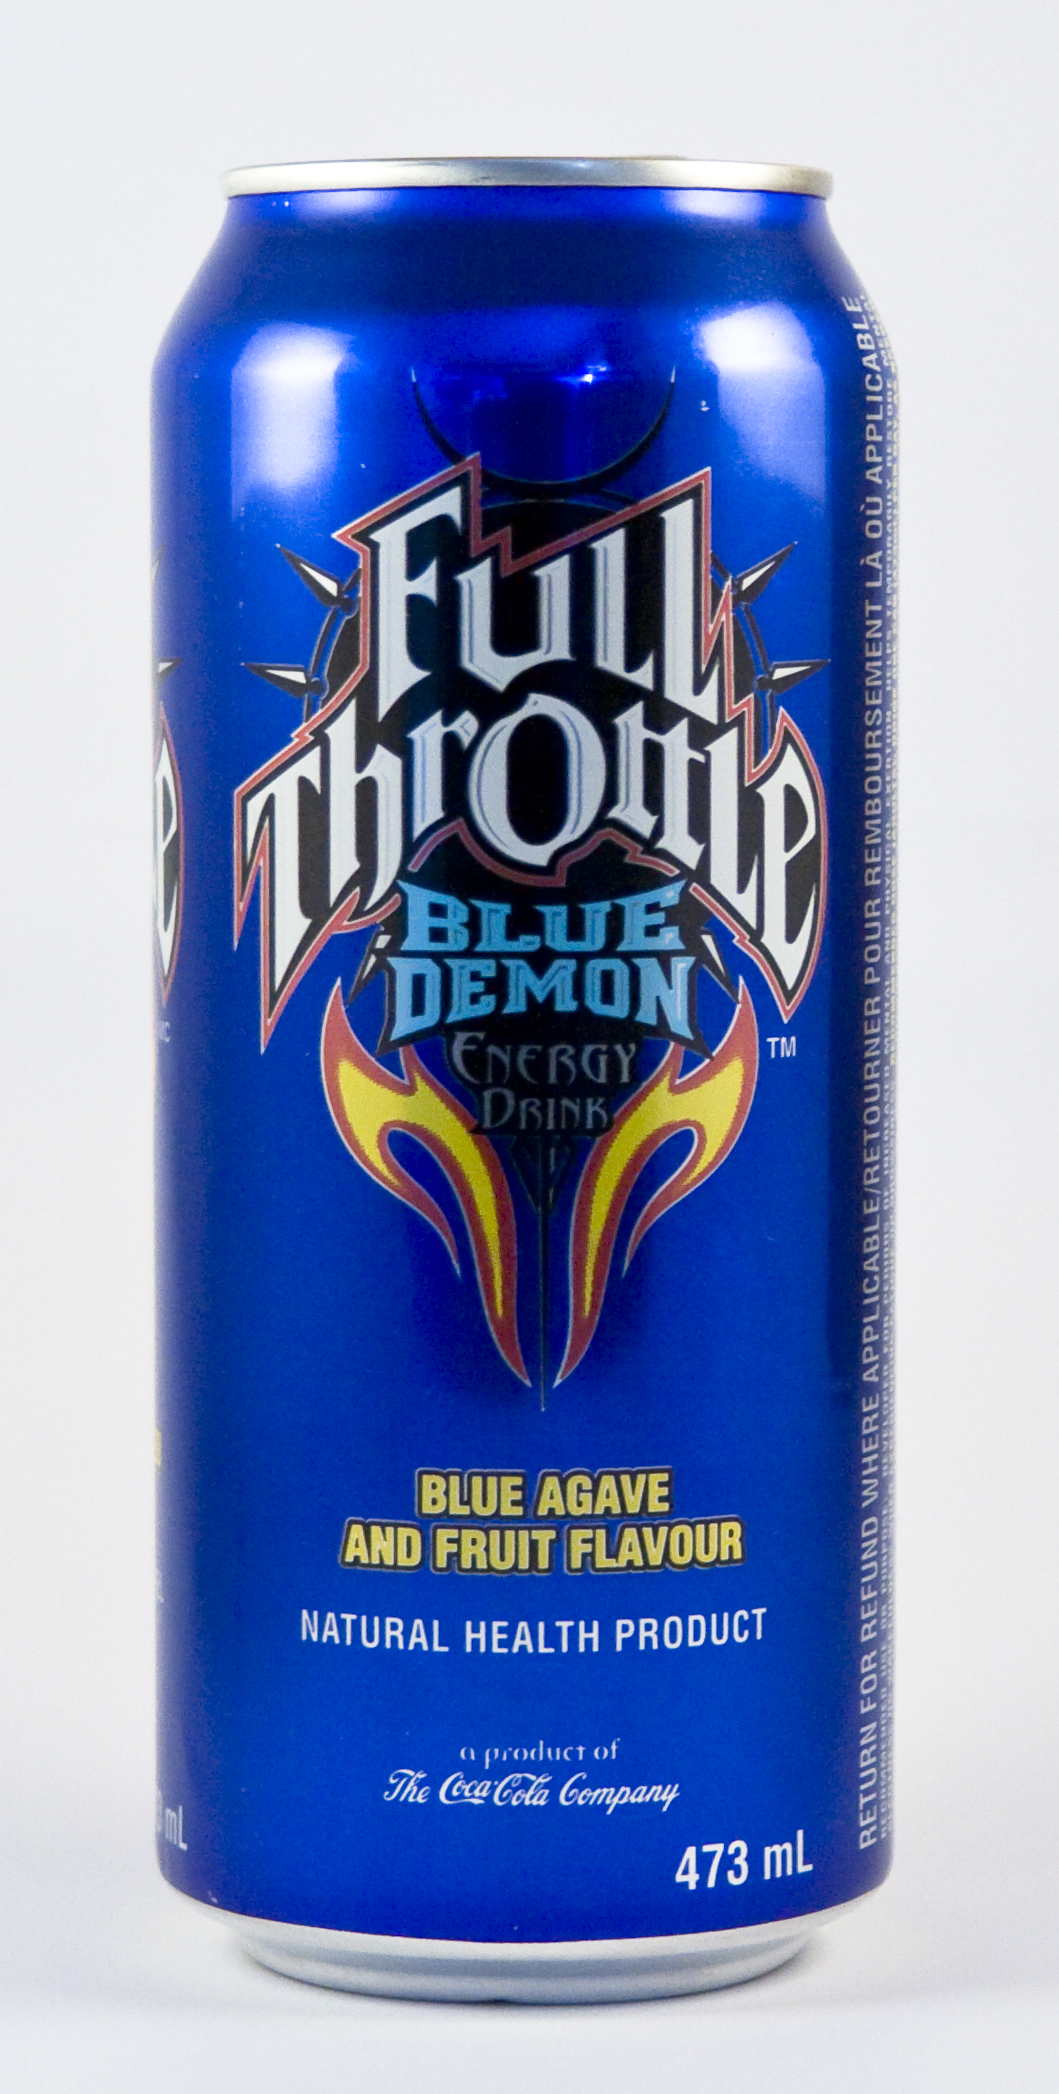 Full
Throttle
BLUE
DEMON
ENERGY
DRINK
TM
BLUE AGAVE
AND FRUIT FLAVOUR
NATURAL HEALTH PRODUCT
a product of
The Coca-Cola Company
473 mL
RETURN FOR REFUND WHERE APPLICABLE/RETOURNER POUR REMBOURSEMENT LÀ OÙ APPLICABLE
mL